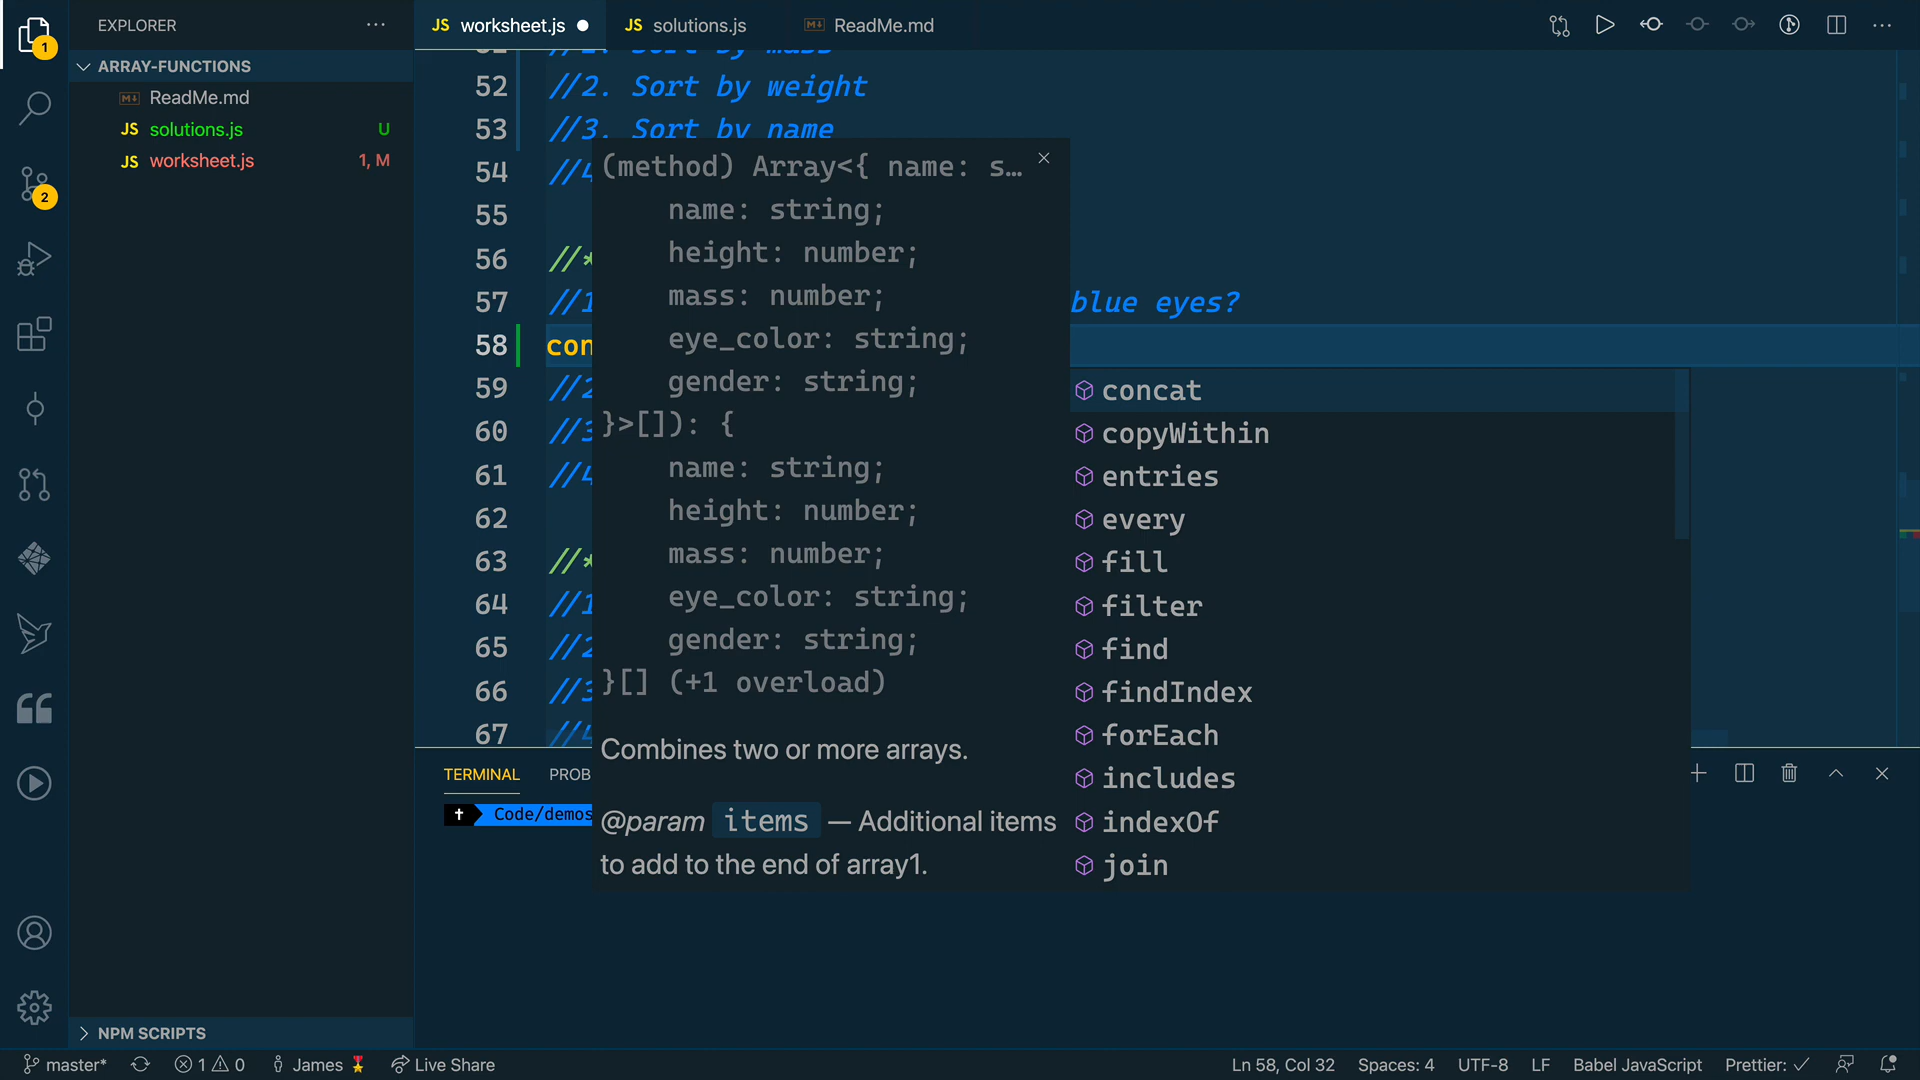 EXPLORER
ARRAY-FUNCTIONS
ReadMe.md
solutions.js U
worksheet.js 1, M
NPM SCRIPTS
JS worksheet.js
JS solutions.js
ReadMe.md
52 //2. Sort by weight
53 //3. Sort by name
54 //4
55
56 //*
57 //1 blue eyes?
58 con
59 //2
60 //3
61 //4
62
63 //*
64 //1
65 //2
66 //3
67 //4
(method) Array<{ name: s…
name: string;
height: number;
mass: number;
eye_color: string;
gender: string;
}>[]): {
name: string;
height: number;
mass: number;
eye_color: string;
gender: string;
}[] (+1 overload)
Combines two or more arrays.
@param items — Additional items
to add to the end of array1.
concat
copyWithin
entries
every
fill
filter
find
findIndex
forEach
includes
indexOf
join
TERMINAL PROB
Code/demos
master* 1 0 James Live Share Ln 58, Col 32 Spaces: 4 UTF-8 LF Babel JavaScript Prettier: ✓